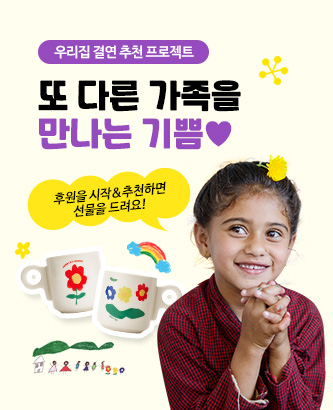 우리집 결연 추천 프로젝트
또 다른 가족을
만나는 기쁨♥
후원을 시작&추천하면
선물을 드려요!